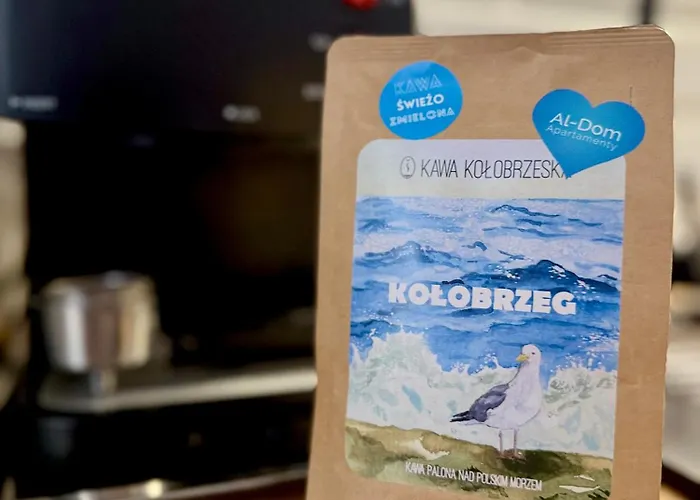 KAWA
ŚWIEŻO
ZMIELONA
Al-Dom
Apartamenty
KAWA KOŁOBRZESKA
KOŁOBRZEG
KAWA PALONA NAD POLSKIM MORZEM